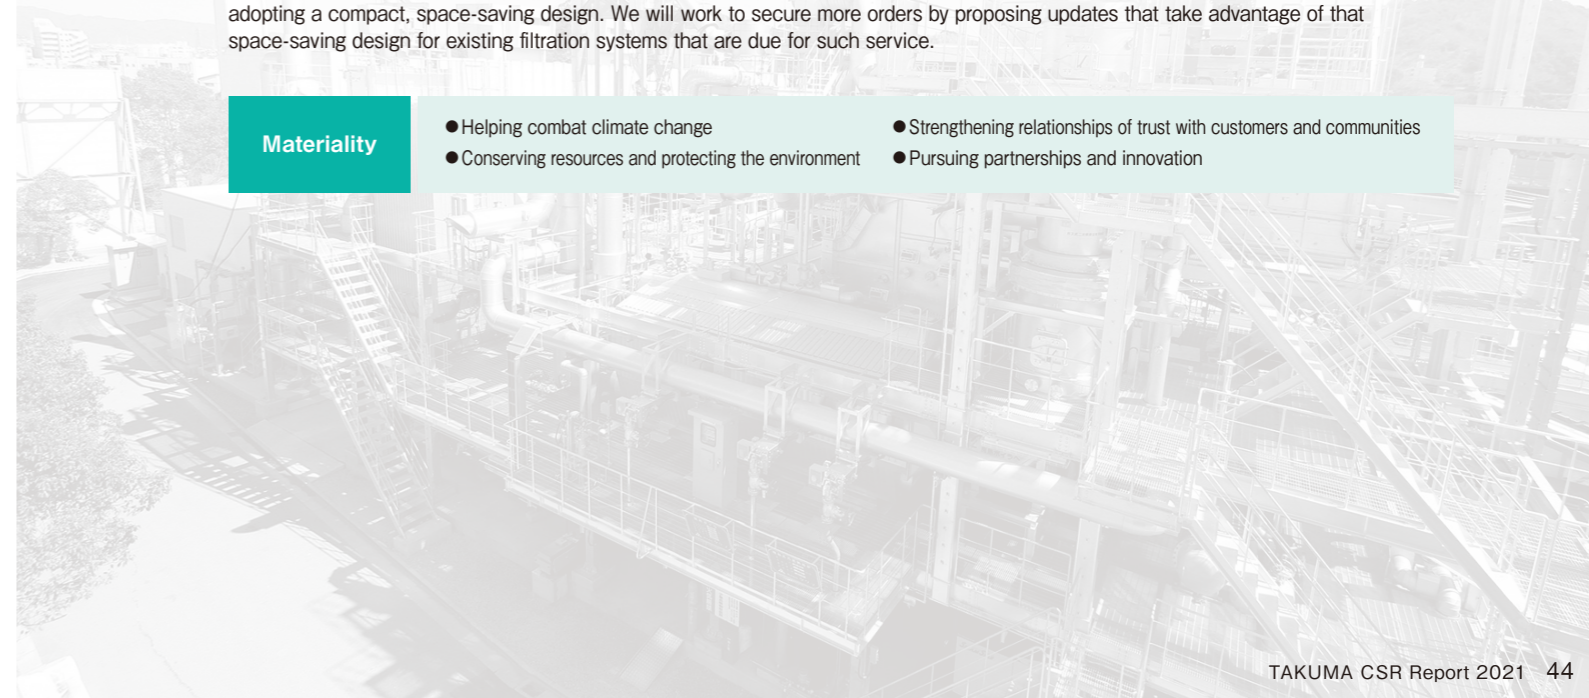 adopting a compact, space-saving design. We will work to secure more orders by proposing updates that take advantage of that
space-saving design for existing filtration systems that are due for such service.
Materiality
●Helping combat climate change
●Conserving resources and protecting the environment
●Strengthening relationships of trust with customers and communities
●Pursuing partnerships and innovation
TAKUMA CSR Report 2021 44